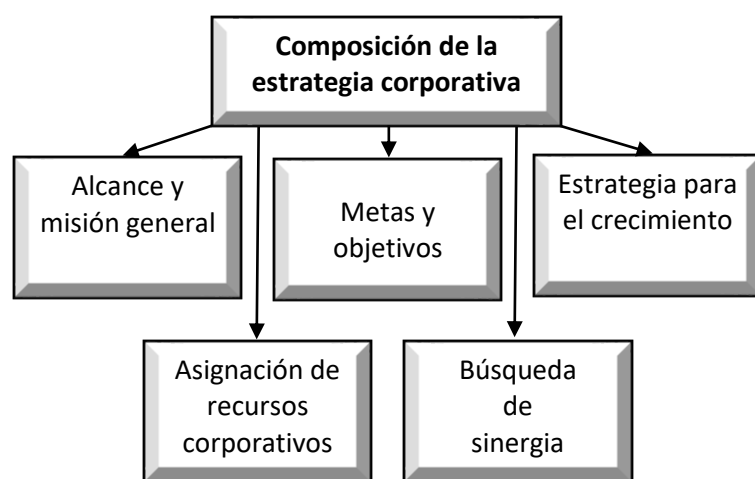 Composición de la
estrategia corporativa
Alcance y
misión general
Metas y
objetivos
Estrategia para
el crecimiento
Asignación de
recursos
corporativos
Búsqueda
de
sinergia